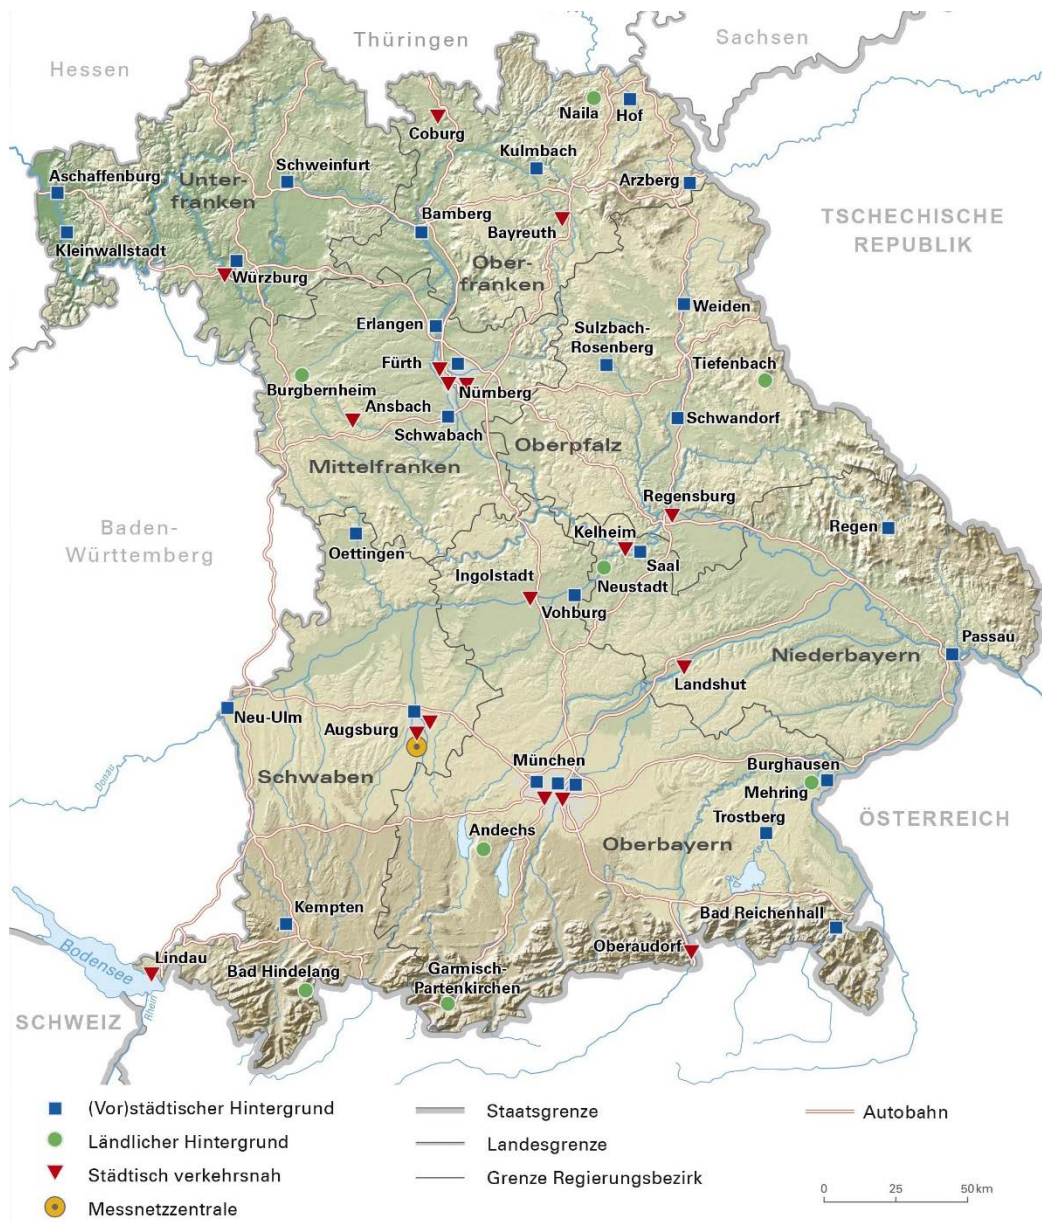 Thüringen
Sachsen
Hessen
Naila
Hof
Coburg
Kulmbach
Schweinfurt
Aschaffenburg
Arzberg
Unter-
franken
TSCHECHISCHE
REPUBLIK
Bamberg
Bayreuth
Kleinwallstadt
Ober-
franken
Würzburg
Weiden
Erlangen
Sulzbach-
Rosenberg
Fürth
Tiefenbach
Burgbernheim
Nürnberg
Ansbach
Schwandorf
Schwabach
Oberpfalz
Mittelfranken
Regensburg
Baden-
Württemberg
Regen
Kelheim
Oettingen
Saal
Ingolstadt
Neustadt
Vohburg
Passau
Niederbayern
Landshut
Neu-Ulm
Augsburg
Donau
Schwaben
München
Burghausen
Mehring
Trostberg
ÖSTERREICH
Andechs
Oberbayern
Kempten
Bad Reichenhall
Bodensee
Lindau
Oberaudorf
Bad Hindelang
Garmisch-
Partenkirchen
Rhein
SCHWEIZ
(Vor)städtischer Hintergrund
Ländlicher Hintergrund
Städtisch verkehrsnah
Messnetzzentrale
Staatsgrenze
Landesgrenze
Grenze Regierungsbezirk
Autobahn
0 25 50 km